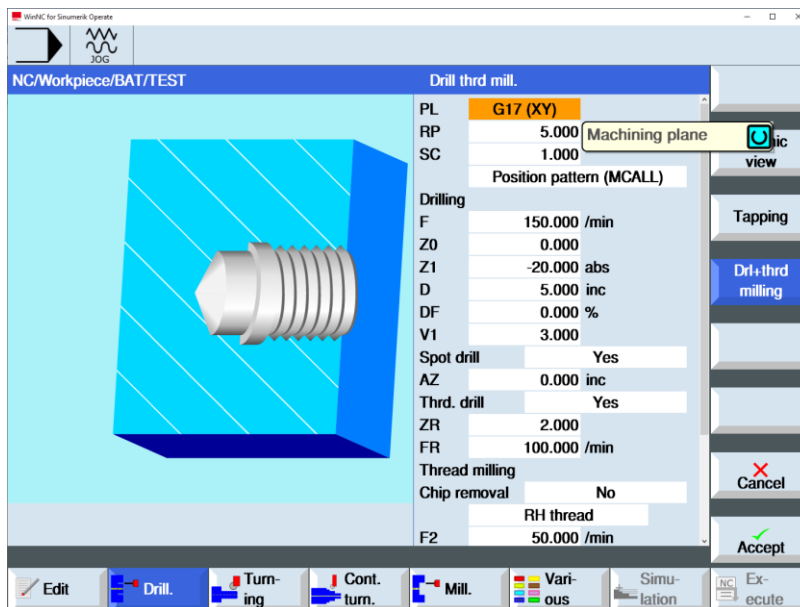 WinNC for Sinumerik Operate
JOG
NC/Workpiece/BAT/TEST
Drill thrd mill.
PL G17 (XY)
RP 5.000
Machining plane
SC 1.000
view
Position pattern (MCALL)
Drilling
F 150.000 /min
Tapping
Z0 0.000
Z1 -20.000 abs
Drl+thrd
milling
D 5.000 inc
DF 0.000 %
V1 3.000
Spot drill Yes
AZ 0.000 inc
Thrd. drill Yes
ZR 2.000
FR 100.000 /min
Thread milling
Chip removal No
Cancel
RH thread
F2 50.000 /min
Accept
Edit
Drill.
Turn-
ing
Cont.
turn.
Mill.
Vari-
ous
Simu-
lation
NC
Ex-
ecute